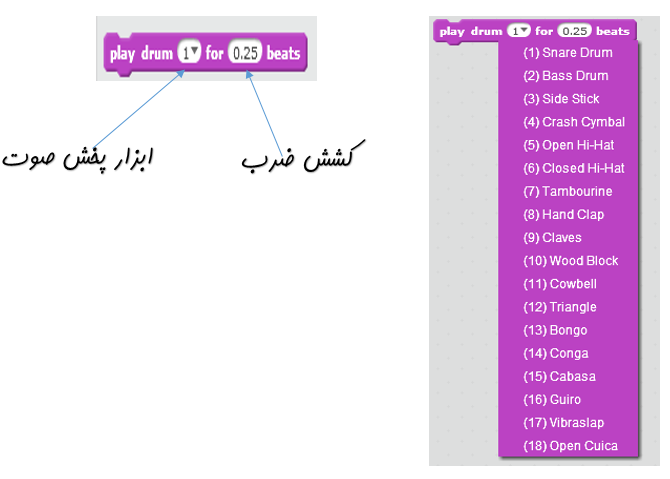 play drum 1 for 0.25 beats
ابزار پخش صوت
کشش ضرب
play drum 1 for 0.25 beats
(1) Snare Drum
(2) Bass Drum
(3) Side Stick
(4) Crash Cymbal
(5) Open Hi-Hat
(6) Closed Hi-Hat
(7) Tambourine
(8) Hand Clap
(9) Claves
(10) Wood Block
(11) Cowbell
(12) Triangle
(13) Bongo
(14) Conga
(15) Cabasa
(16) Guiro
(17) Vibraslap
(18) Open Cuica